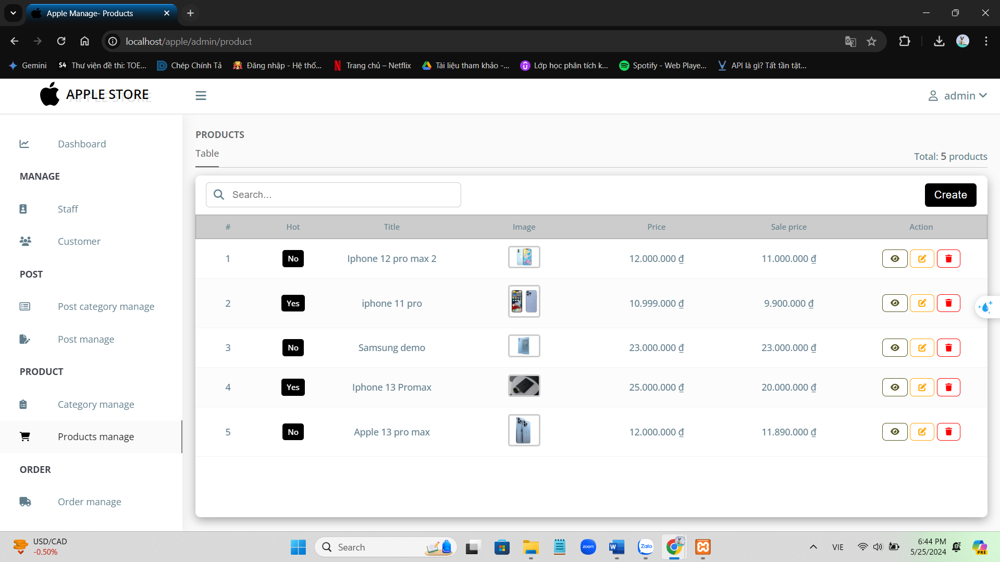 Apple Manage- Products
localhost/apple/admin/product
Gemini
S4 Thư viện đề thi: TOE...
Chép Chính Tả
Đăng nhập - Hệ thố...
Trang chủ – Netflix
Tài liệu tham khảo -...
Lớp học phân tích k...
Spotify - Web Playe...
API là gì? Tất tần tật...
APPLE STORE
admin
Dashboard
MANAGE
Staff
Customer
POST
Post category manage
Post manage
PRODUCT
Category manage
Products manage
ORDER
Order manage
PRODUCTS
Table
Total: 5 products
Search...
Create
# Hot Title Image Price Sale price Action
1 No Iphone 12 pro max 2 12.000.000 ₫ 11.000.000 ₫
2 Yes iphone 11 pro 10.999.000 ₫ 9.900.000 ₫
3 No Samsung demo 23.000.000 ₫ 23.000.000 ₫
4 Yes Iphone 13 Promax 25.000.000 ₫ 20.000.000 ₫
5 No Apple 13 pro max 12.000.000 ₫ 11.890.000 ₫
USD/CAD
-0.50%
Search
zoom
W
Zalo
VIE
6:44 PM
5/25/2024
PRE